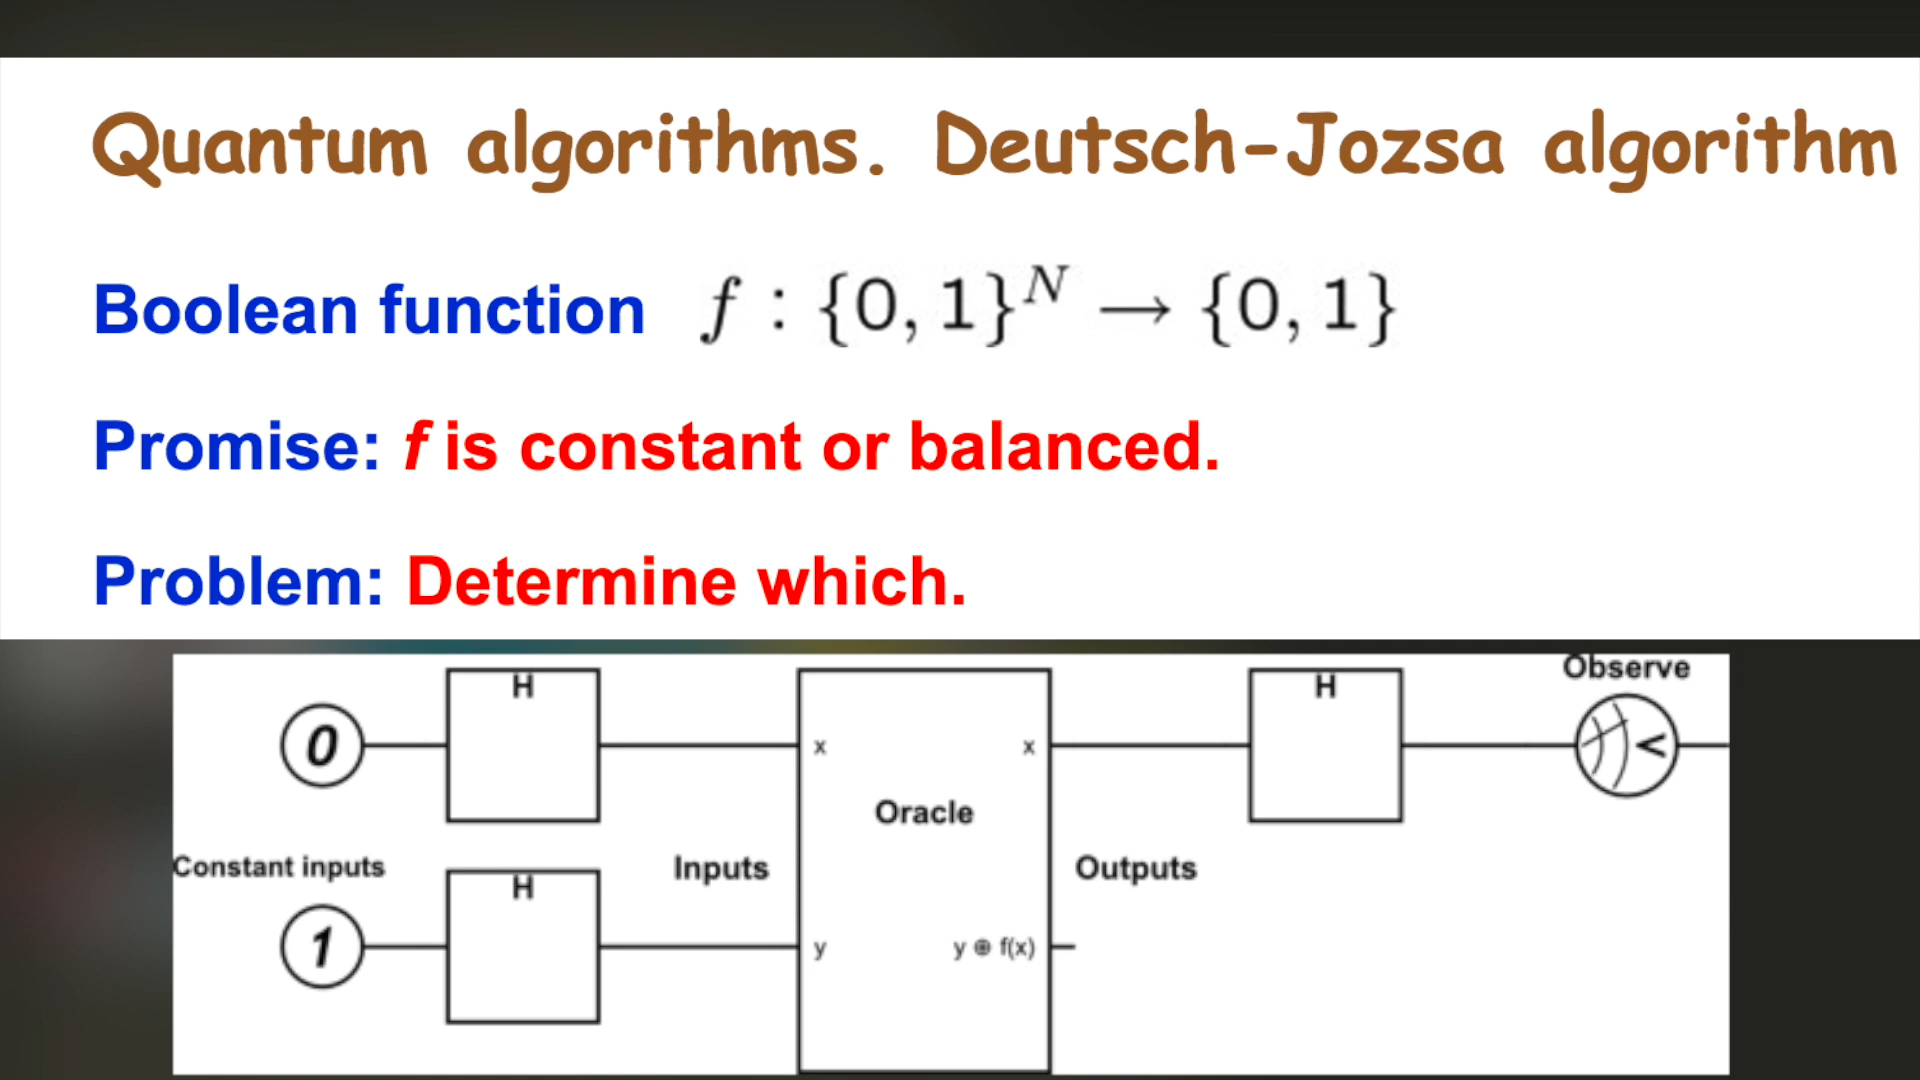 Quantum algorithms. Deutsch-Jozsa algorithm
Boolean function f : {0, 1}^N → {0, 1}
Promise: f is constant or balanced.
Problem: Determine which.
Observe
H
H
0
x
x
Oracle
Constant inputs
Inputs
Outputs
H
1
y
y ⊕ f(x)